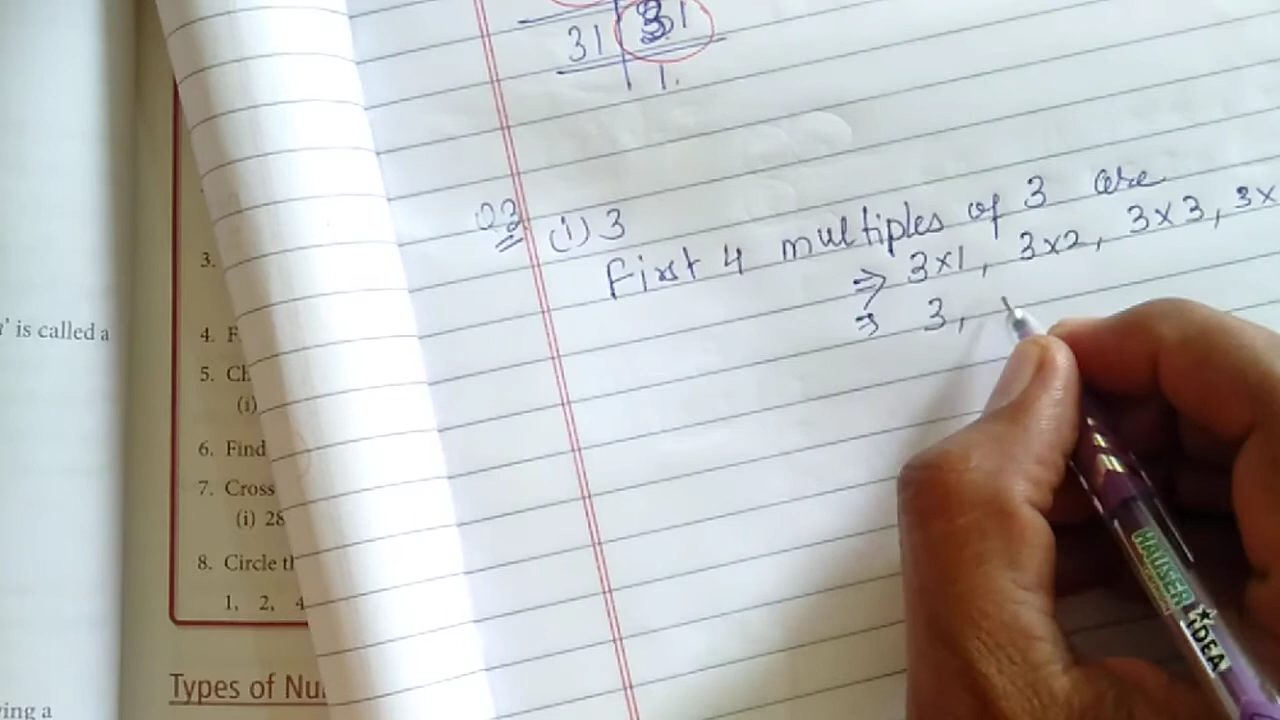 31 31
1.
Q3 (i) 3
First 4 multiples of 3 are
⇒ 3×1, 3×2, 3×3, 3×
⇒ 3,
' is called a
3.
4. F
5. Ch
(i)
6. Find
7. Cross
(i) 28
8. Circle th
1, 2, 4
Types of Nu
ing a
HAUSER
IDEA